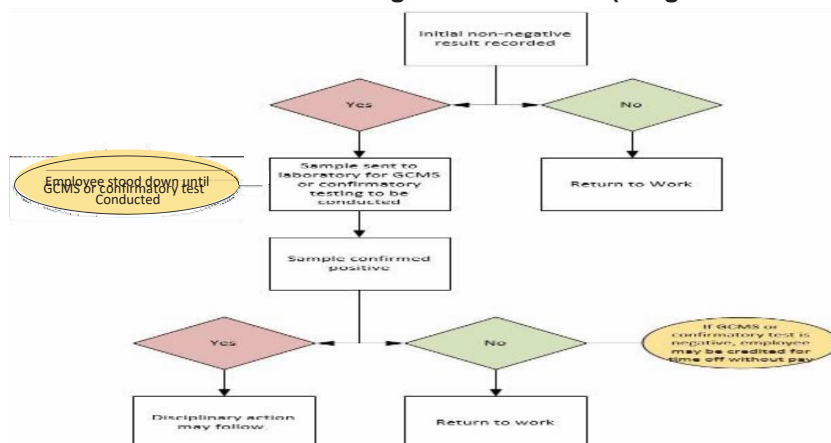 Initial non-negative
result recorded
Yes
No
Employee stood down until
GCMS or confirmatory test
Conducted
Sample sent to
laboratory for GCMS
or confirmatory
testing to be
conducted
Return to Work
Sample confirmed
positive
Yes
No
If GCMS or
confirmatory test is
negative, employee
may be credited for
time off without pay
Disciplinary action
may follow.
Return to work